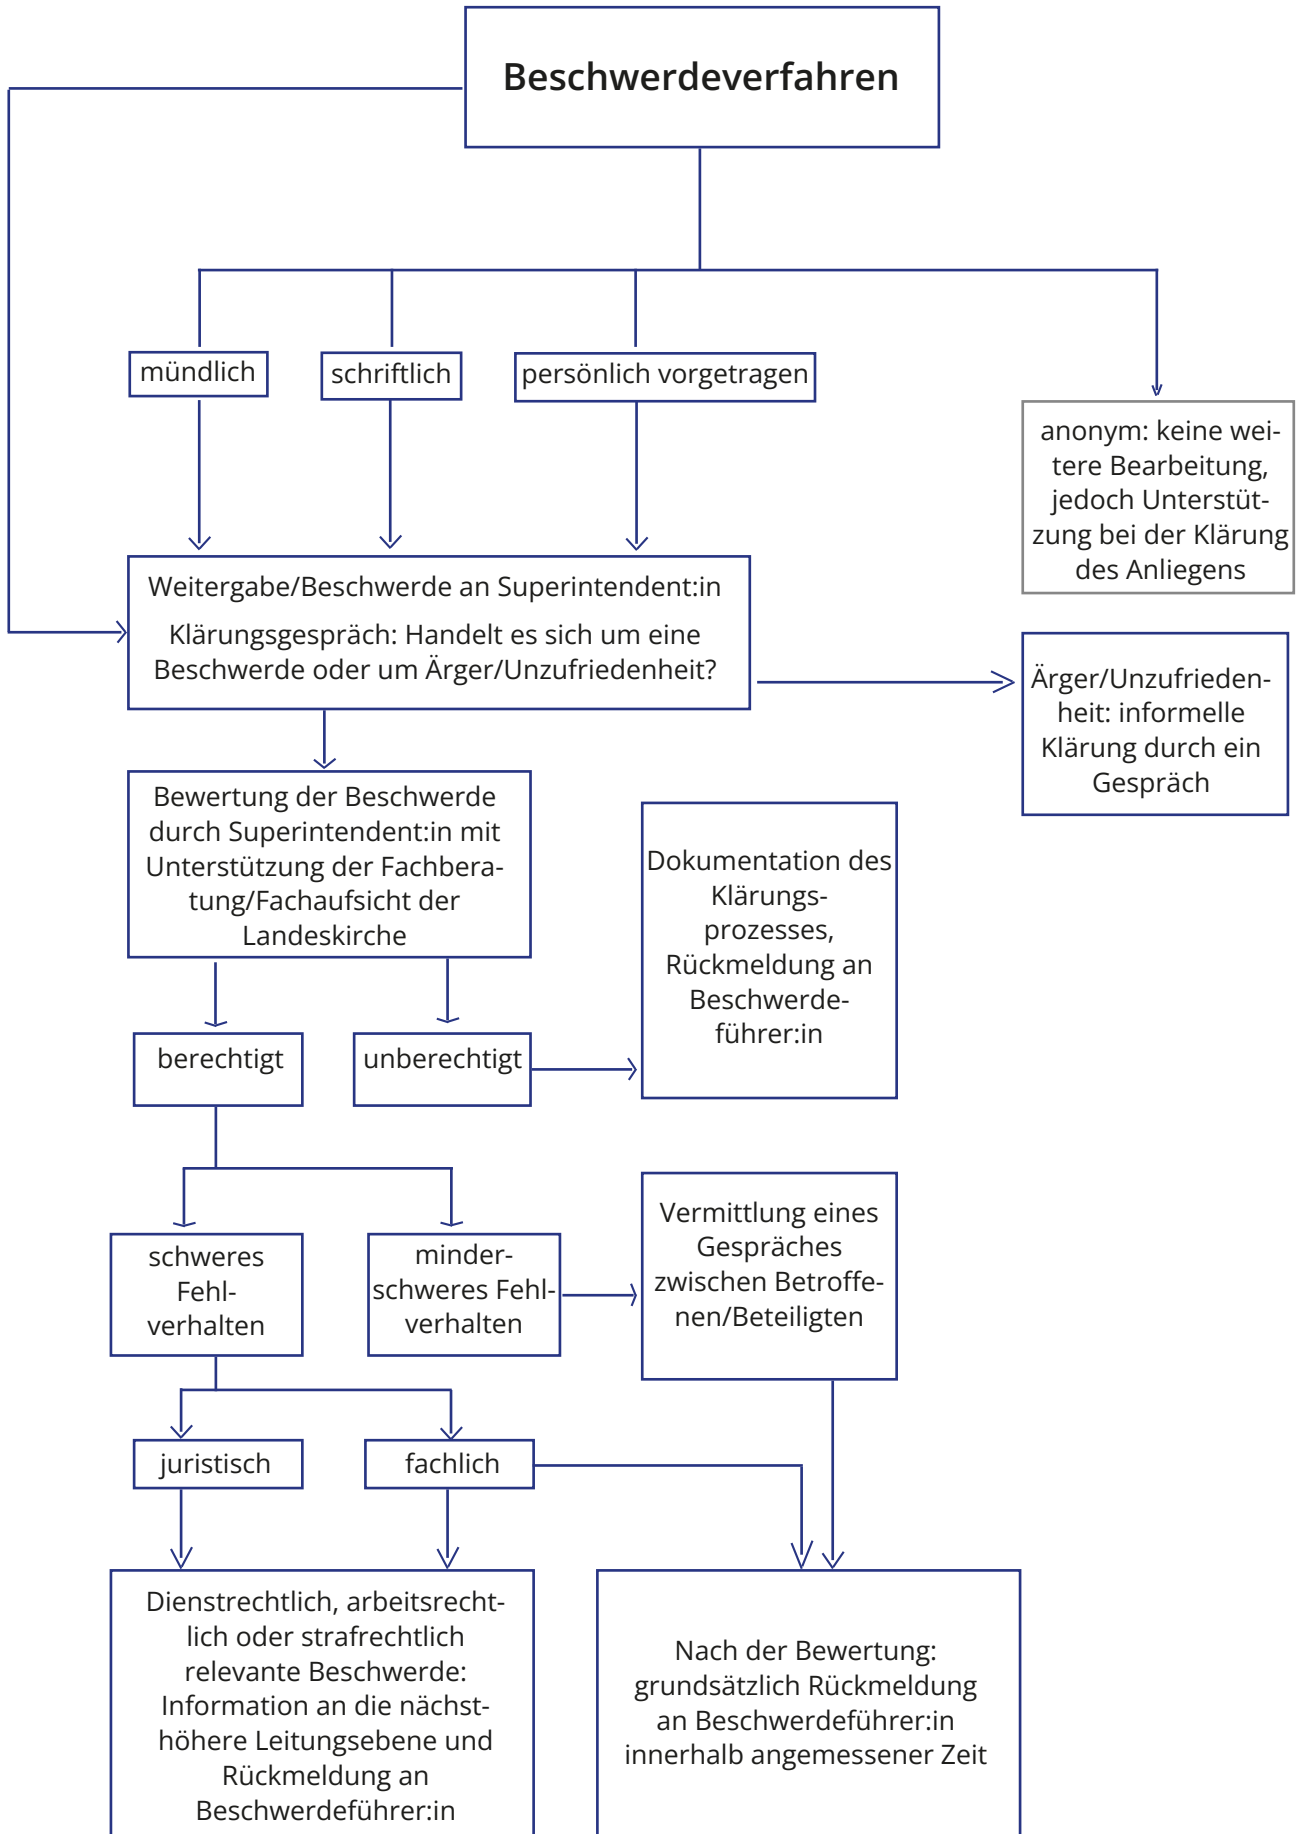 Beschwerdeverfahren
mündlich
schriftlich
persönlich vorgetragen
anonym: keine wei-
tere Bearbeitung,
jedoch Unterstüt-
zung bei der Klärung
des Anliegens
Weitergabe/Beschwerde an Superintendent:in
Klärungsgespräch: Handelt es sich um eine
Beschwerde oder um Ärger/Unzufriedenheit?
Ärger/Unzufrieden-
heit: informelle
Klärung durch ein
Gespräch
Bewertung der Beschwerde
durch Superintendent:in mit
Unterstützung der Fachbera-
tung/Fachaufsicht der
Landeskirche
Dokumentation des
Klärungs-
prozesses,
Rückmeldung an
Beschwerde-
führer:in
berechtigt
unberechtigt
schweres
Fehl-
verhalten
minder-
schweres Fehl-
verhalten
Vermittlung eines
Gespräches
zwischen Betroffe-
nen/Beteiligten
juristisch
fachlich
Dienstrechtlich, arbeitsrecht-
lich oder strafrechtlich
relevante Beschwerde:
Information an die nächst-
höhere Leitungsebene und
Rückmeldung an
Beschwerdeführer:in
Nach der Bewertung:
grundsätzlich Rückmeldung
an Beschwerdeführer:in
innerhalb angemessener Zeit